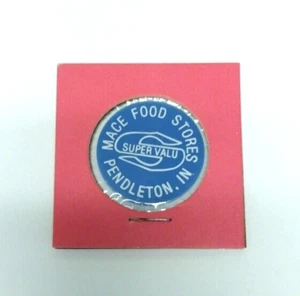 MACE FOOD STORES
SUPER VALU
PENDLETON, IN